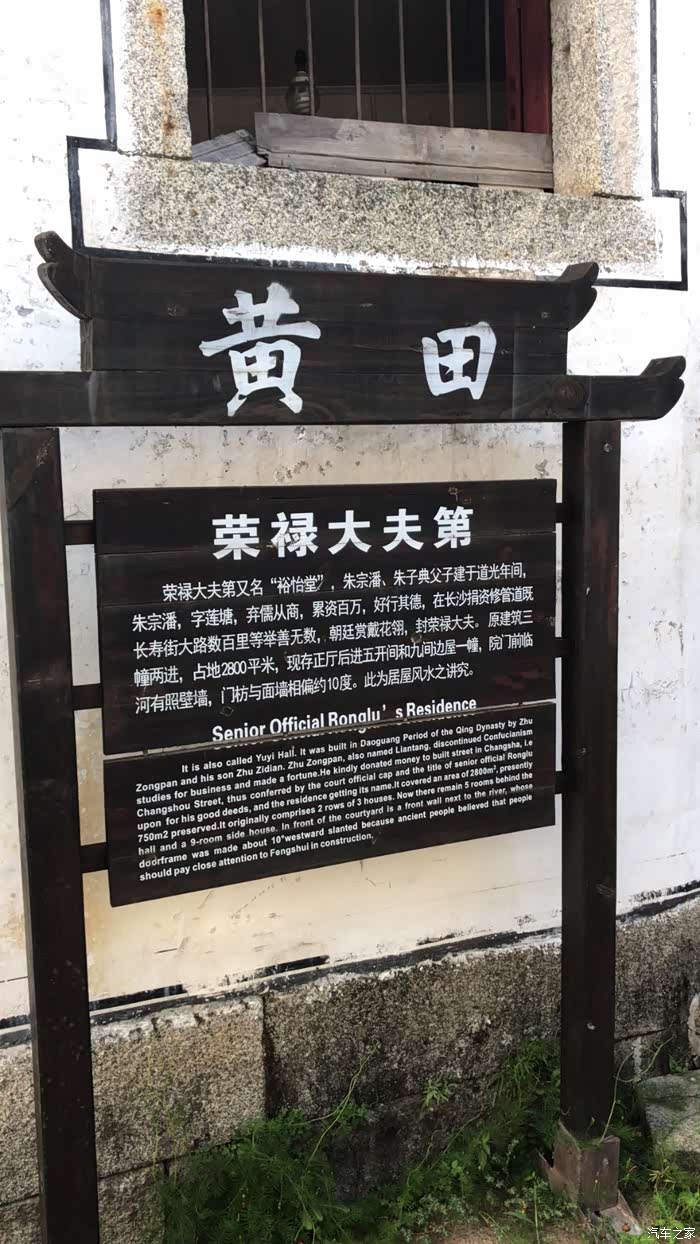 黄田
荣禄大夫第
荣禄大夫第又名“裕怡堂”，朱宗潘、朱子典父子建于道光年间，
朱宗潘，字莲塘，弃儒从商，累资百万，好行其德，在长沙捐资修管道既
长寿街大路数百里等举善无数，朝廷赏戴花翎，封荣禄大夫。原建筑三
幢两进，占地2800平米，现存正厅后进五开间和九间边屋一幢，院门前临
河有照壁墙，门枋与面墙相偏约10度。此为居屋风水之讲究。
Senior Official Ronglu’s Residence
It is also called Yuyi Hall. It was built in Daoguang Period of the Qing Dynasty by Zhu
Zongpan and his son Zhu Zidian. Zhu Zongpan, also named Liantang, discontinued Confucianism
studies for business and made a fortune.He kindly donated money to built street in Changsha, i.e
Changshou Street, thus conferred by the court official cap and the title of senior official Ronglu
upon for his good deeds, and the residence getting its name.It covered an area of 2800m², presently
750m2 preserved.It originally comprises 2 rows of 3 houses. Now there remain 5 rooms behind the
hall and a 9-room side house. In front of the courtyard is a front wall next to the river, whose
doorframe was made about 10°westward slanted because ancient people believed that people
should pay close attention to Fengshui in construction.
汽车之家